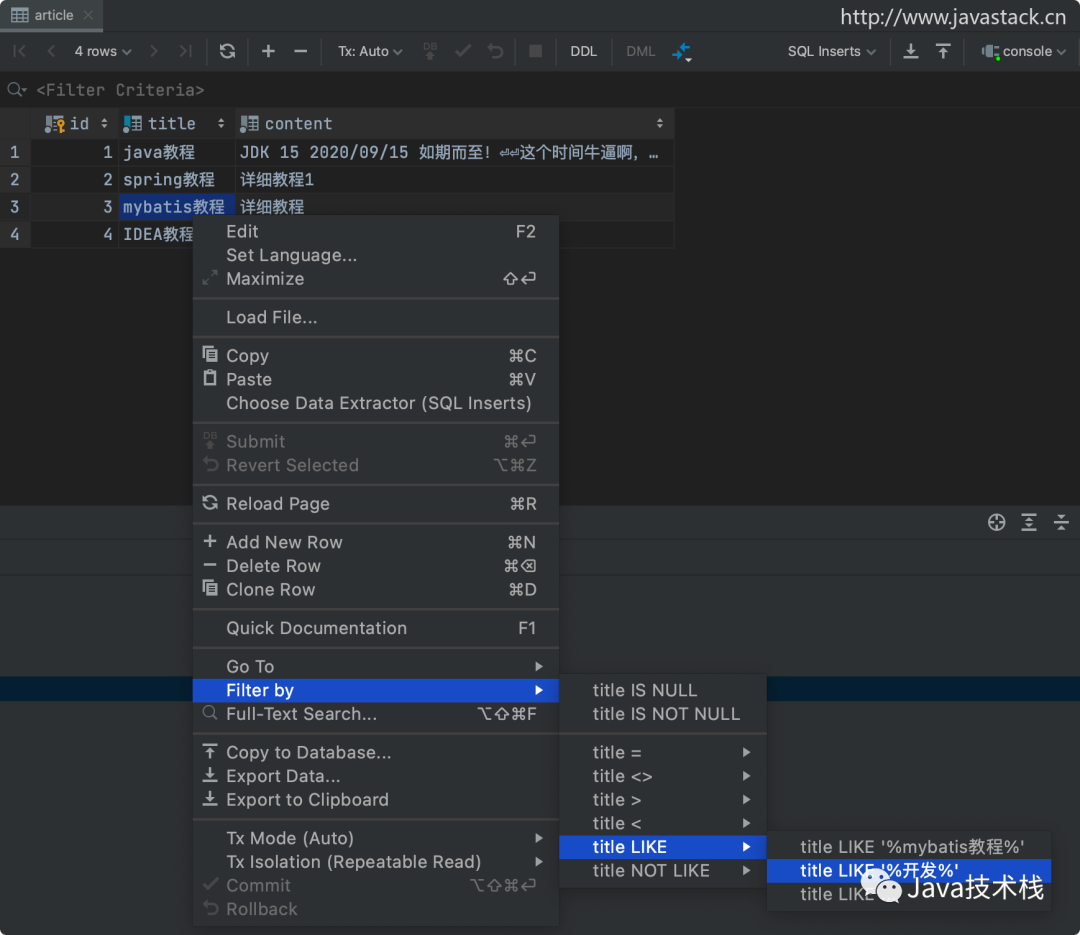 article
http://www.javastack.cn
4 rows
Tx: Auto
DB
DDL
DML
SQL Inserts
console
<Filter Criteria>
id title content
1 1 java教程 JDK 15 2020/09/15 如期而至！⏎⏎这个时间牛逼啊，…
2 2 spring教程 详细教程1
3 3 mybatis教程 详细教程
4 4 IDEA教程
Edit F2
Set Language...
Maximize ⇧⏎
Load File...
Copy ⌘C
Paste ⌘V
Choose Data Extractor (SQL Inserts)
DB Submit ⌘⏎
Revert Selected ⌥⌘Z
Reload Page ⌘R
Add New Row ⌘N
Delete Row ⌘⌫
Clone Row ⌘D
Quick Documentation F1
Go To
Filter by
Full-Text Search... ⌥⇧⌘F
Copy to Database...
Export Data...
Export to Clipboard
Tx Mode (Auto)
Tx Isolation (Repeatable Read)
Commit ⌥⇧⌘⏎
Rollback
title IS NULL
title IS NOT NULL
title =
title <>
title >
title <
title LIKE
title NOT LIKE
title LIKE '%mybatis教程%'
title LIKE '%开发%'
title LIKE
Java技术栈